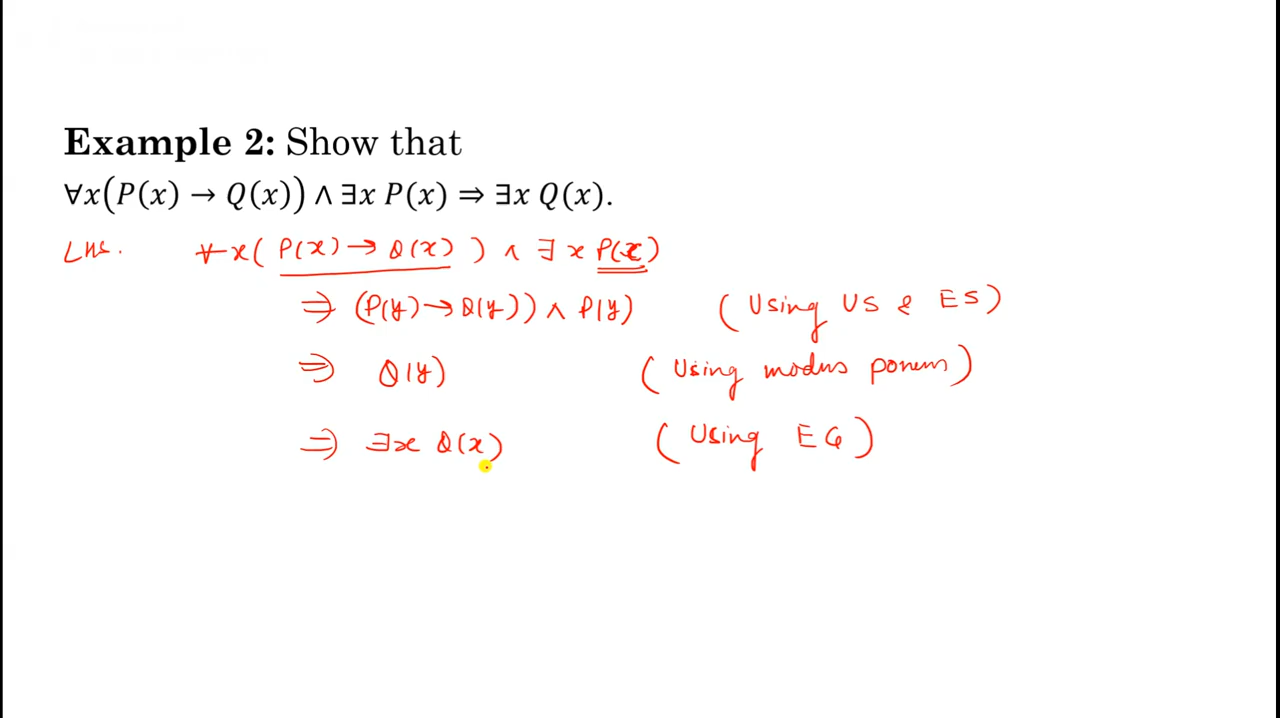 Example 2: Show that
∀x(P(x) → Q(x)) ∧ ∃x P(x) ⇒ ∃x Q(x).
LHS. ∀x( P(x) → Q(x) ) ∧ ∃x P(x)
⇒ (P(y) → Q(y)) ∧ P(y) (Using US & ES)
⇒ Q(y) (Using modus ponens)
⇒ ∃x Q(x) (Using EG)